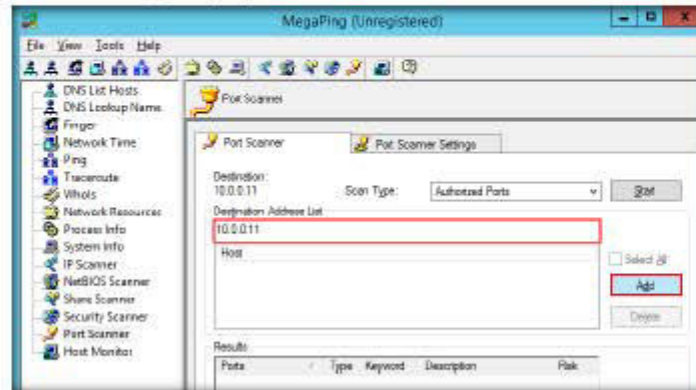 MegaPing (Unregistered)
File View Tools Help
DNS List Hosts
DNS Lookup Name
Finger
Network Time
Ping
Traceroute
Whois
Network Resources
Process Info
System Info
IP Scanner
NetBIOS Scanner
Share Scanner
Security Scanner
Port Scanner
Host Monitor
Port Scanner
Port Scanner Port Scanner Settings
Destination:
10.0.0.11 Scan Type: Authorized Ports Start
Destination Address List
10.0.0.11
Host
Select All
Add
Delete
Results
Ports Type Keyword Description Risk